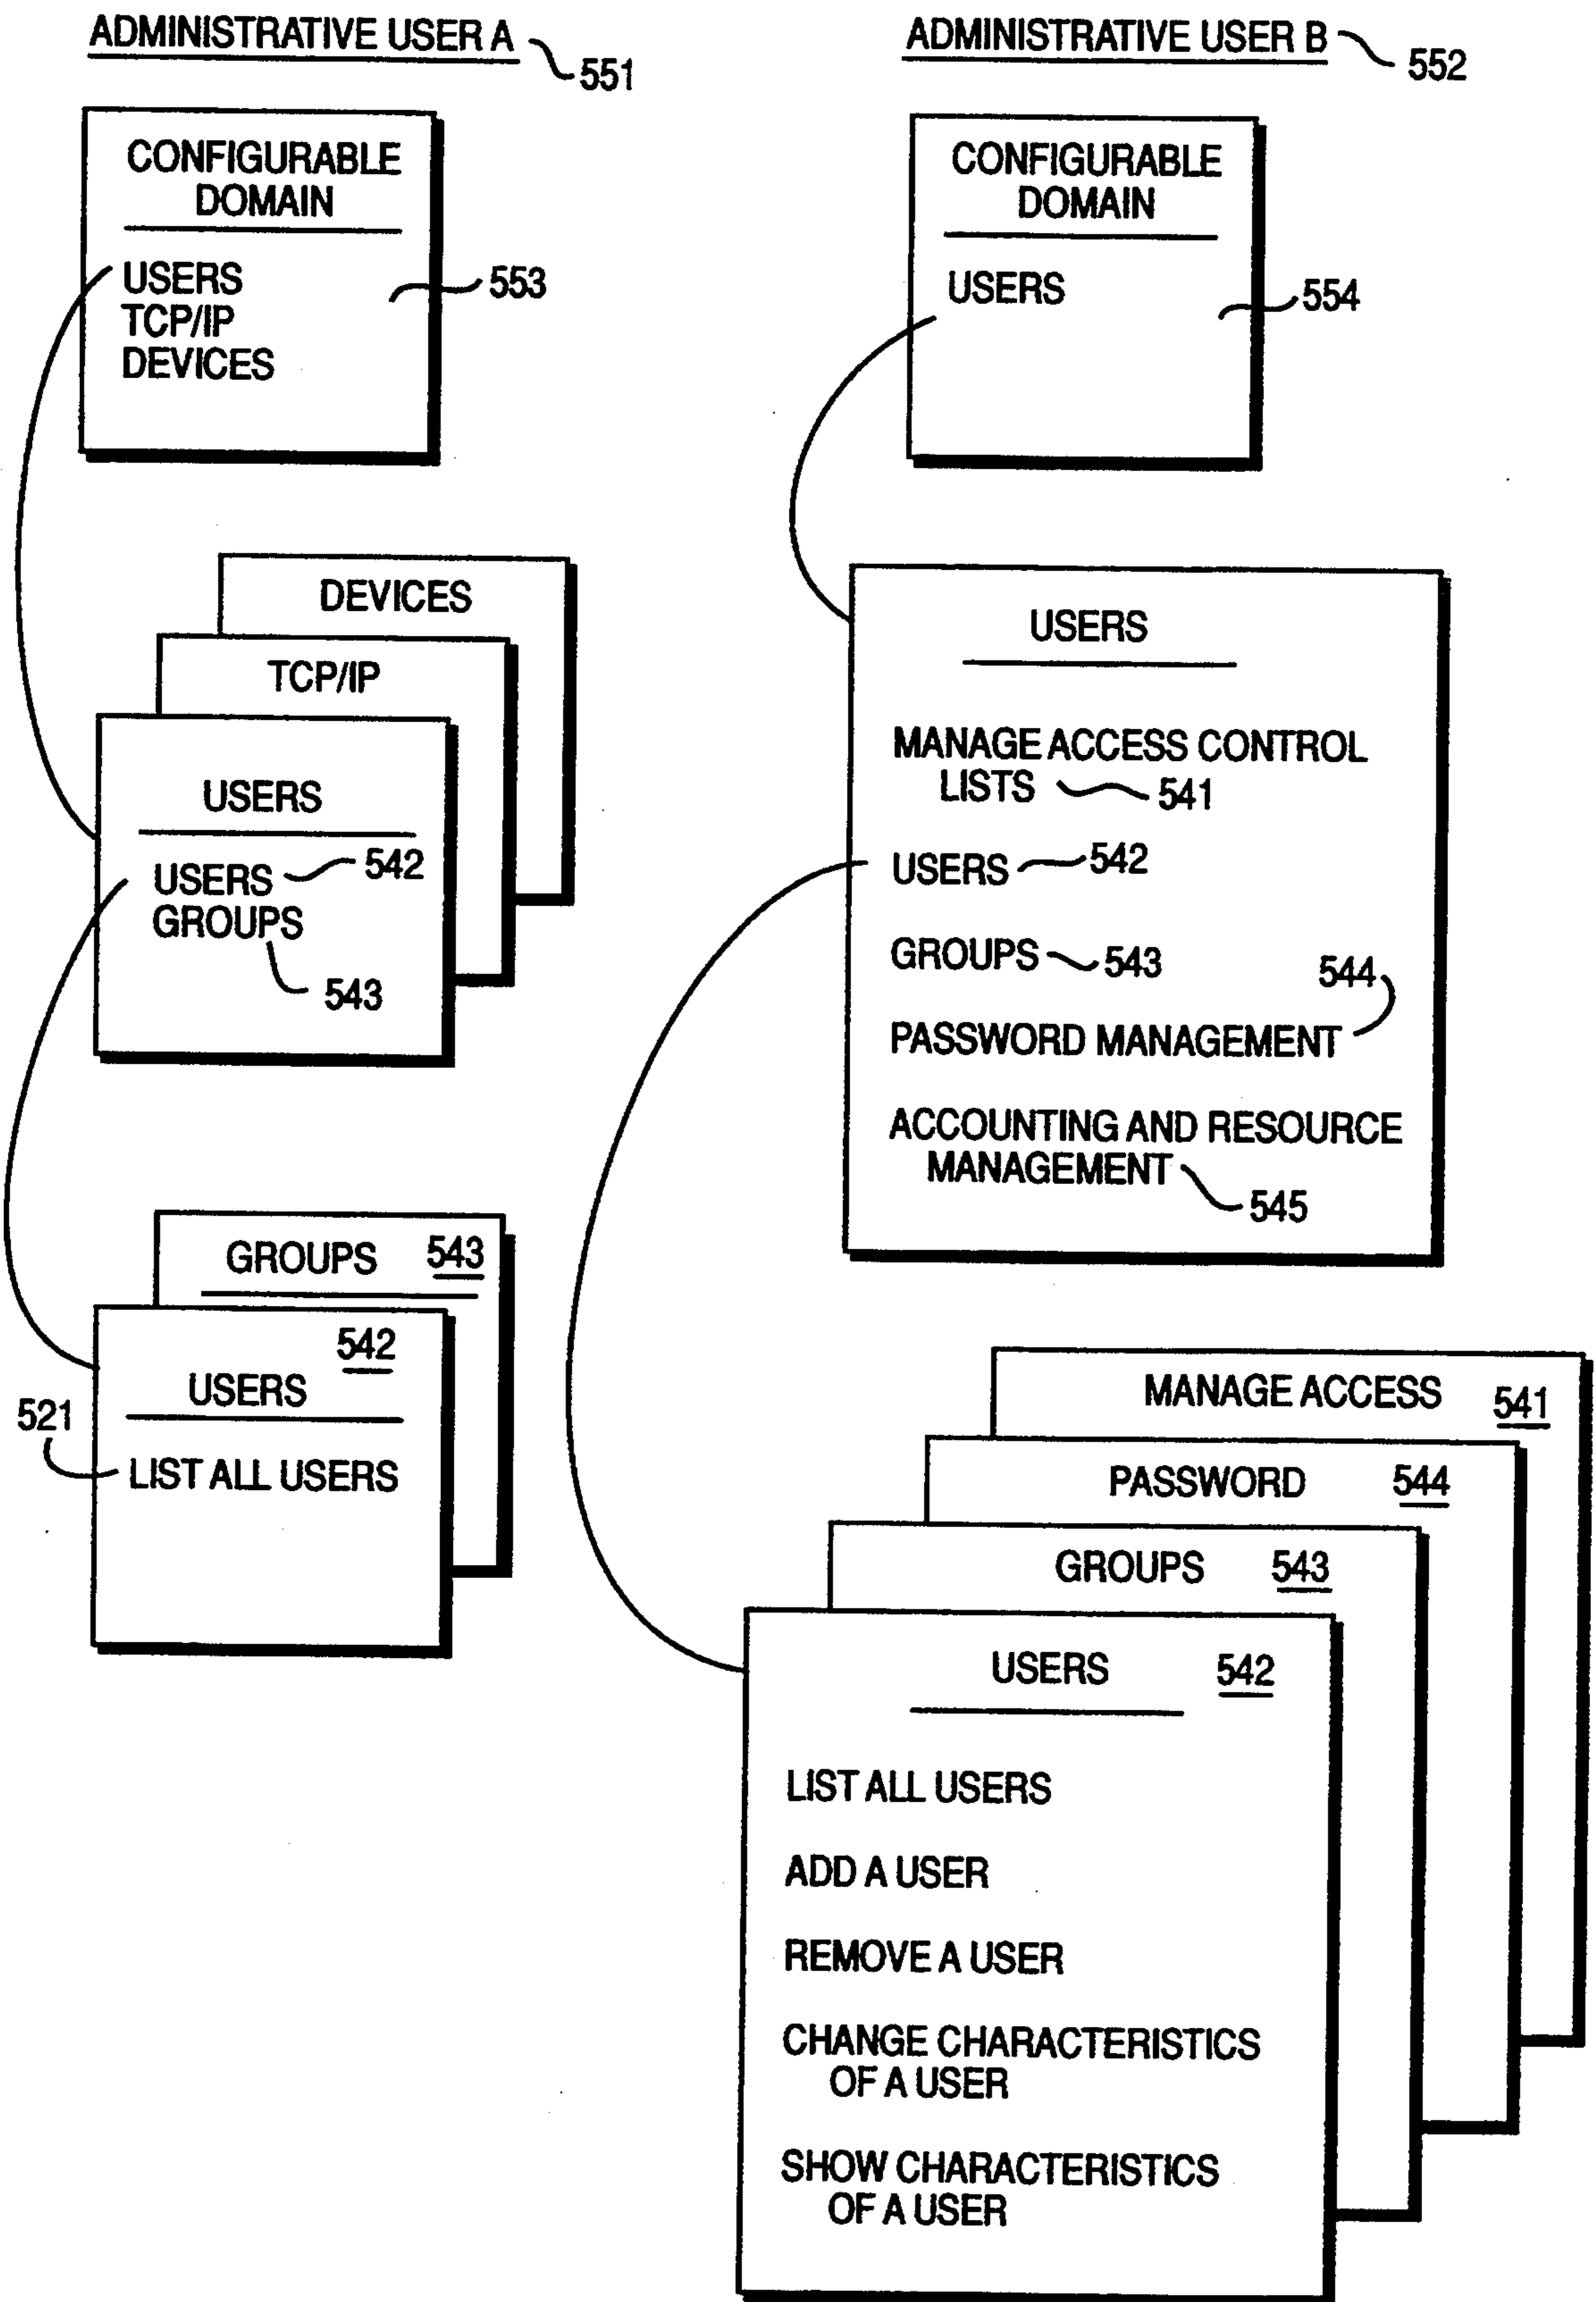 ADMINISTRATIVE USER A
551
CONFIGURABLE
DOMAIN
USERS
TCP/IP
DEVICES
553
DEVICES
TCP/IP
USERS
USERS
542
GROUPS
543
GROUPS 543
542
USERS
521
LIST ALL USERS
ADMINISTRATIVE USER B
552
CONFIGURABLE
DOMAIN
USERS
554
USERS
MANAGE ACCESS CONTROL
LISTS 541
USERS 542
GROUPS 543
544
PASSWORD MANAGEMENT
ACCOUNTING AND RESOURCE
MANAGEMENT
545
MANAGE ACCESS 541
PASSWORD 544
GROUPS 543
USERS 542
LIST ALL USERS
ADD A USER
REMOVE A USER
CHANGE CHARACTERISTICS
OF A USER
SHOW CHARACTERISTICS
OF A USER